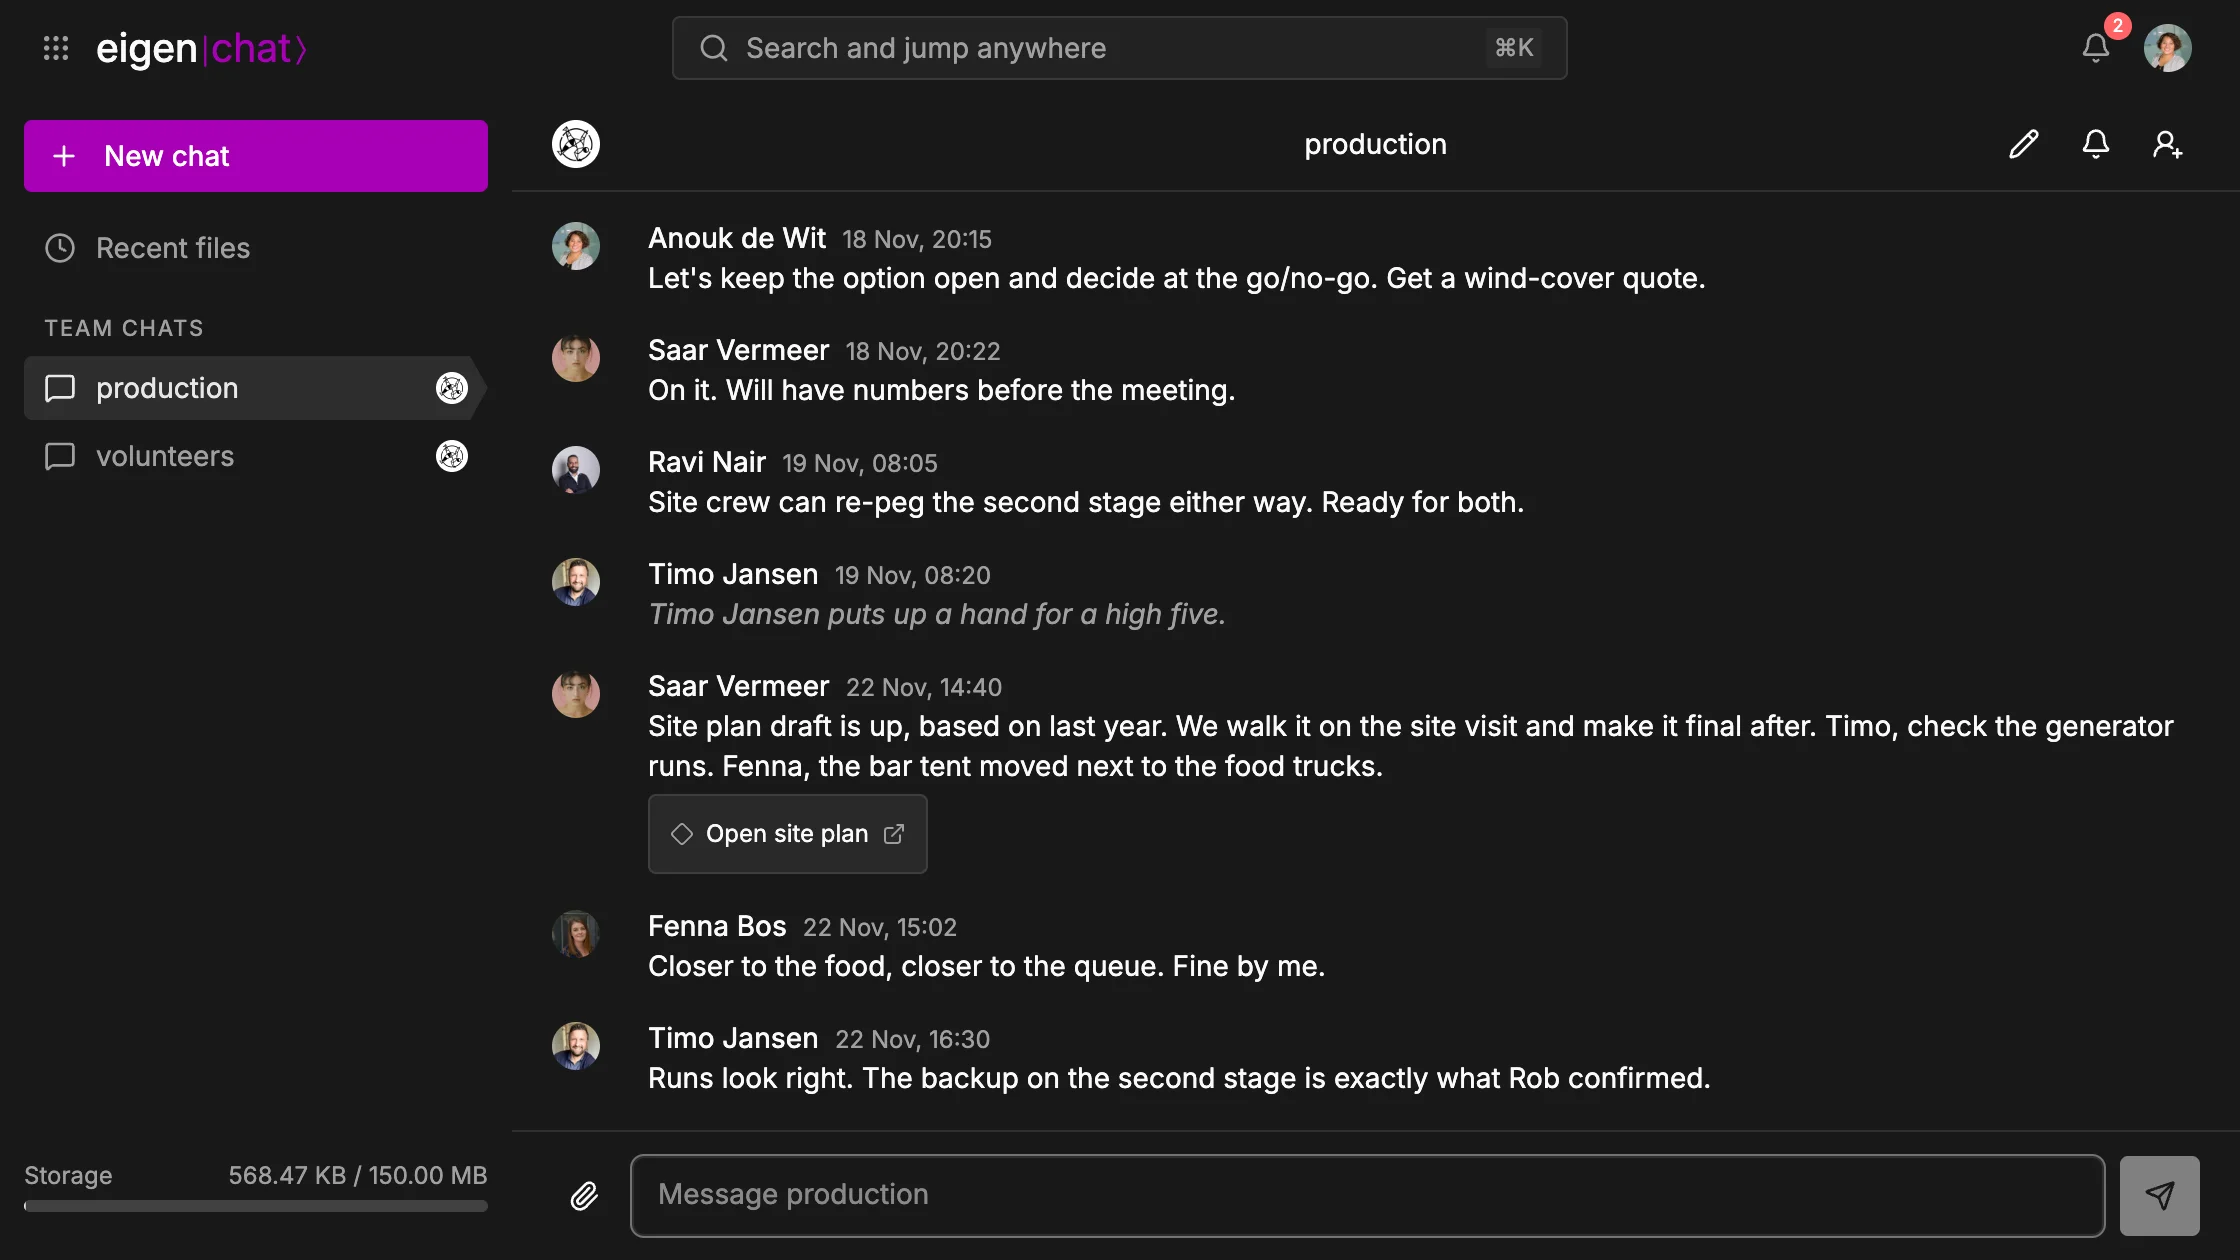 eigen|chat⟩
Search and jump anywhere
⌘K
2
New chat
Recent files
TEAM CHATS
production
volunteers
Storage
568.47 KB / 150.00 MB
production
Anouk de Wit 18 Nov, 20:15
Let's keep the option open and decide at the go/no-go. Get a wind-cover quote.
Saar Vermeer 18 Nov, 20:22
On it. Will have numbers before the meeting.
Ravi Nair 19 Nov, 08:05
Site crew can re-peg the second stage either way. Ready for both.
Timo Jansen 19 Nov, 08:20
Timo Jansen puts up a hand for a high five.
Saar Vermeer 22 Nov, 14:40
Site plan draft is up, based on last year. We walk it on the site visit and make it final after. Timo, check the generator
runs. Fenna, the bar tent moved next to the food trucks.
Open site plan
Fenna Bos 22 Nov, 15:02
Closer to the food, closer to the queue. Fine by me.
Timo Jansen 22 Nov, 16:30
Runs look right. The backup on the second stage is exactly what Rob confirmed.
Message production